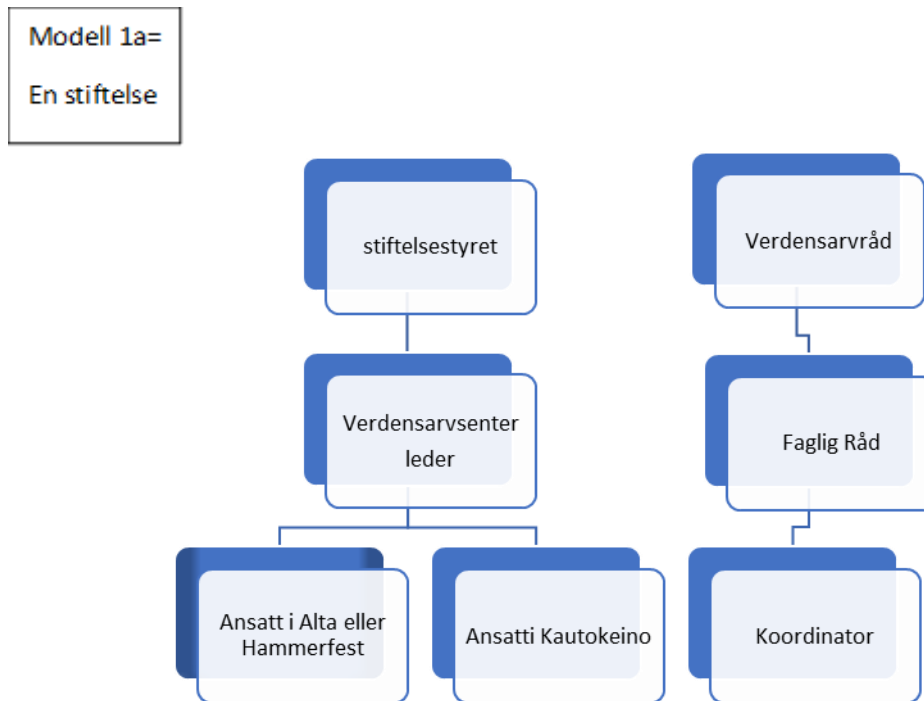 Modell 1a=
En stiftelse
stiftelsestyret
Verdensarvråd
Verdensarvsenter
leder
Faglig Råd
Ansatt i Alta eller
Hammerfest
Ansatti Kautokeino
Koordinator